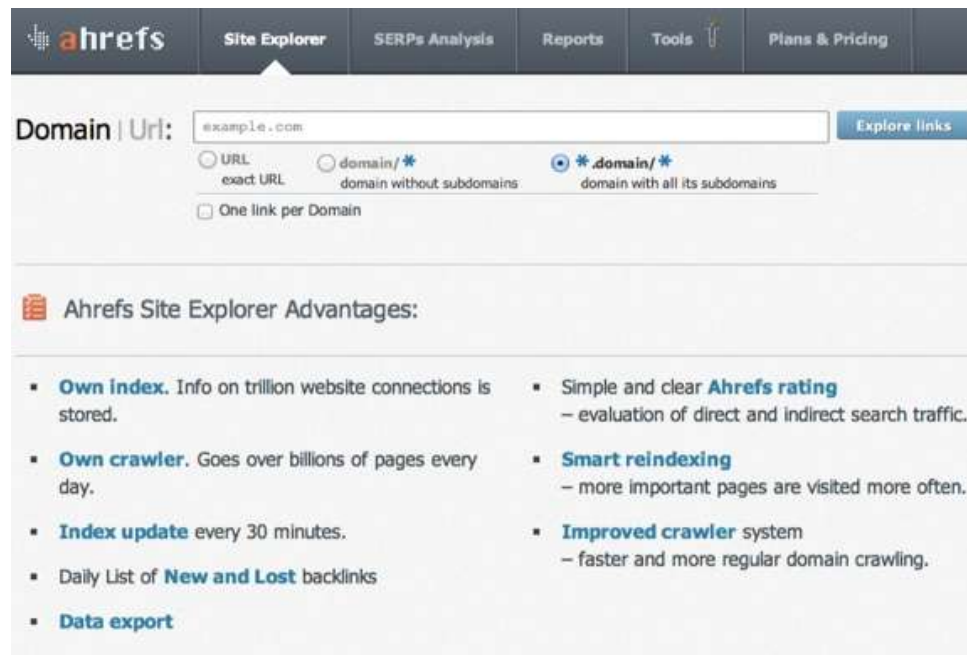 ahrefs
Site Explorer
SERPs Analysis
Reports
Tools
Plans & Pricing
Domain | Url:
example.com
Explore links
URL
exact URL
domain/*
domain without subdomains
*.domain/*
domain with all its subdomains
One link per Domain
Ahrefs Site Explorer Advantages:
Own index. Info on trillion website connections is
stored.
Own crawler. Goes over billions of pages every
day.
Index update every 30 minutes.
Daily List of New and Lost backlinks
Data export
Simple and clear Ahrefs rating
– evaluation of direct and indirect search traffic.
Smart reindexing
– more important pages are visited more often.
Improved crawler system
– faster and more regular domain crawling.